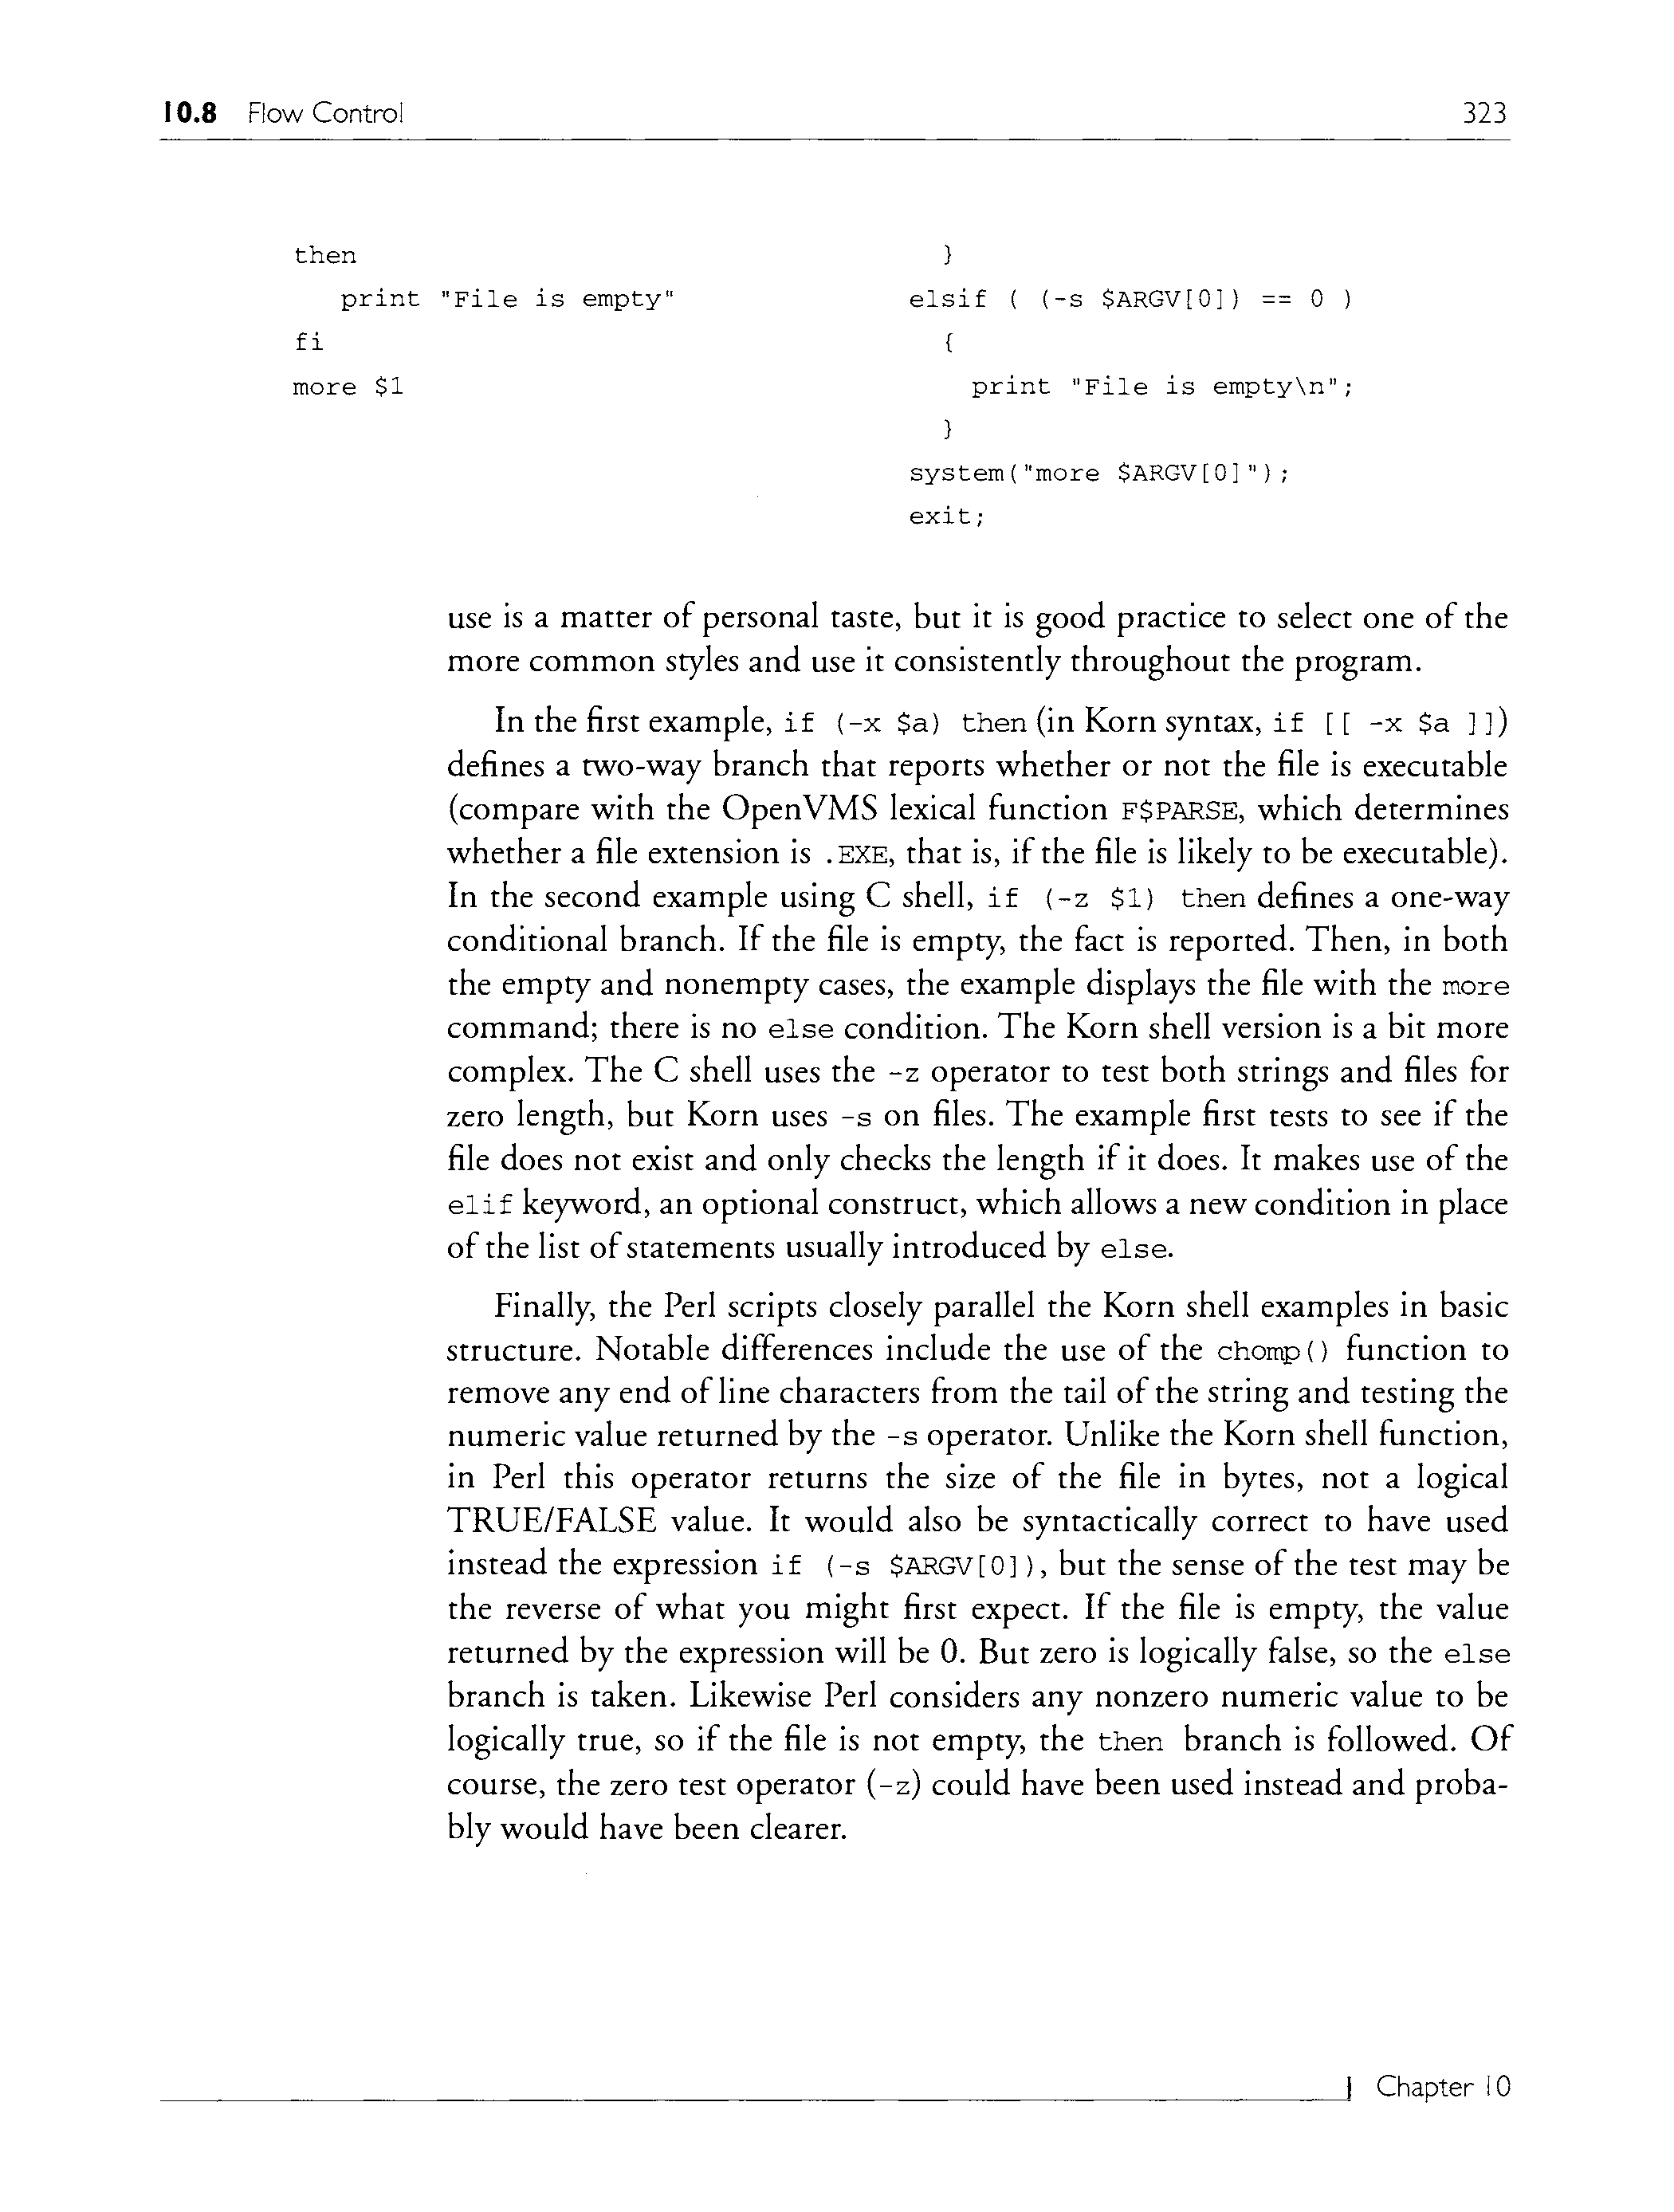 10.8 Flow Control 323
then
print "File is empty"
fi
more $1
}
elsif ( (-s $ARGV[0]) == 0 )
{
print "File is empty\n";
}
system("more $ARGV[0]");
exit;
use is a matter of personal taste, but it is good practice to select one of the
more common styles and use it consistently throughout the program.
In the first example, if (-x $a) then (in Korn syntax, if [[ -x $a ]])
defines a two-way branch that reports whether or not the file is executable
(compare with the OpenVMS lexical function F$PARSE, which determines
whether a file extension is .EXE, that is, if the file is likely to be executable).
In the second example using C shell, if (-z $1) then defines a one-way
conditional branch. If the file is empty, the fact is reported. Then, in both
the empty and nonempty cases, the example displays the file with the more
command; there is no else condition. The Korn shell version is a bit more
complex. The C shell uses the -z operator to test both strings and files for
zero length, but Korn uses -s on files. The example first tests to see if the
file does not exist and only checks the length if it does. It makes use of the
elif keyword, an optional construct, which allows a new condition in place
of the list of statements usually introduced by else.
Finally, the Perl scripts closely parallel the Korn shell examples in basic
structure. Notable differences include the use of the chomp() function to
remove any end of line characters from the tail of the string and testing the
numeric value returned by the -s operator. Unlike the Korn shell function,
in Perl this operator returns the size of the file in bytes, not a logical
TRUE/FALSE value. It would also be syntactically correct to have used
instead the expression if (-s $ARGV[0]), but the sense of the test may be
the reverse of what you might first expect. If the file is empty, the value
returned by the expression will be 0. But zero is logically false, so the else
branch is taken. Likewise Perl considers any nonzero numeric value to be
logically true, so if the file is not empty, the then branch is followed. Of
course, the zero test operator (-z) could have been used instead and proba-
bly would have been clearer.
Chapter 10